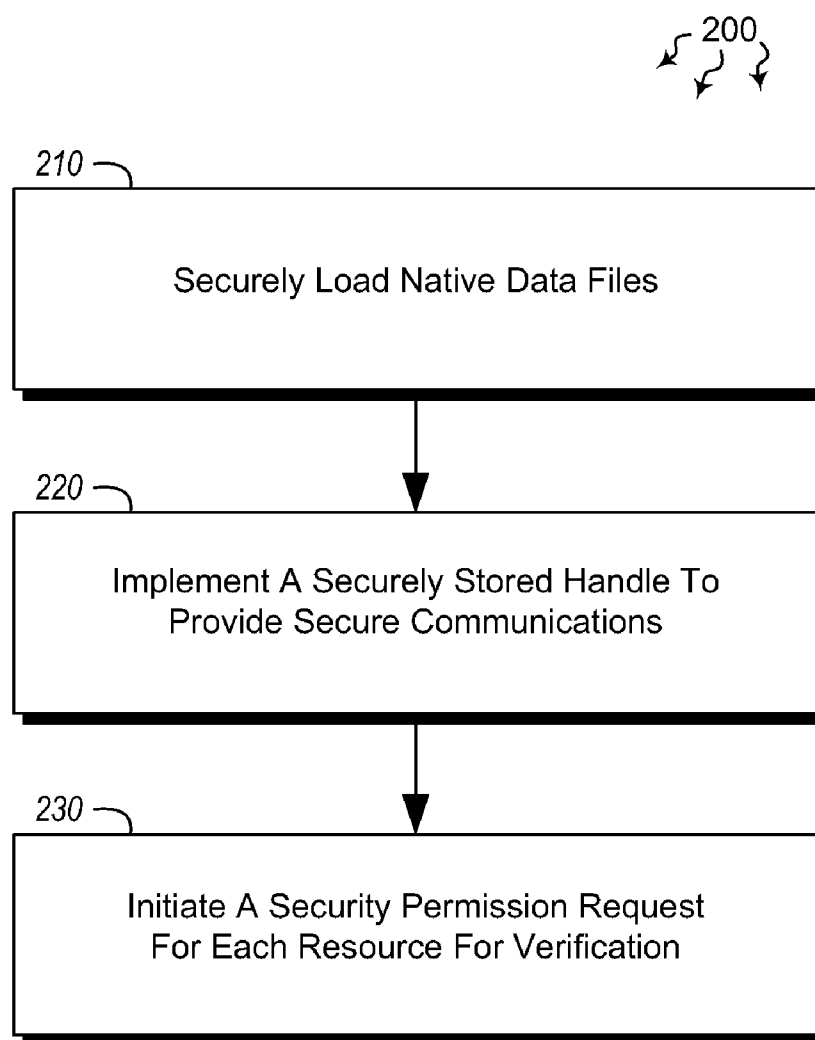 200
210
Securely Load Native Data Files
220
Implement A Securely Stored Handle To
Provide Secure Communications
230
Initiate A Security Permission Request
For Each Resource For Verification